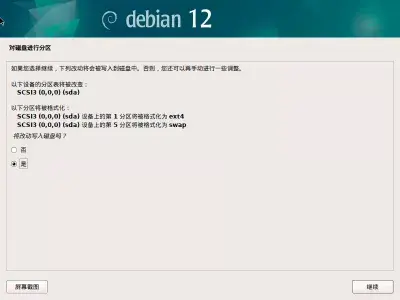 debian 12
对磁盘进行分区
如果您选择继续，下列改动将会被写入到磁盘中。否则，您还可以再手动进行一些调整。
以下设备的分区表将被改变：
SCSI3 (0,0,0) (sda)
以下分区将被格式化：
SCSI3 (0,0,0) (sda) 设备上的第 1 分区将被格式化为 ext4
SCSI3 (0,0,0) (sda) 设备上的第 5 分区将被格式化为 swap
将改动写入磁盘吗？
否
是
屏幕截图
继续